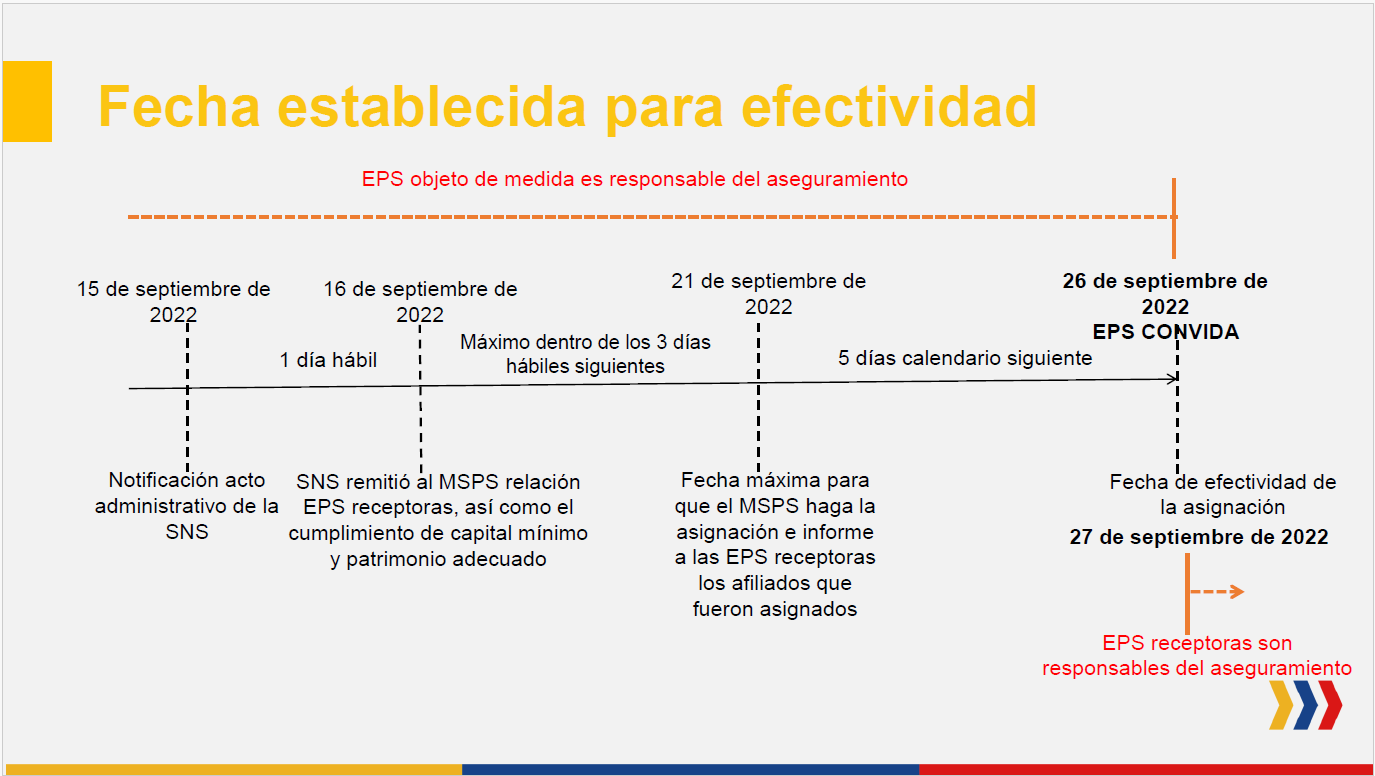 Fecha establecida para efectividad
EPS objeto de medida es responsable del aseguramiento
15 de septiembre de
2022
16 de septiembre de
2022
21 de septiembre de
2022
26 de septiembre de
2022
EPS CONVIDA
1 día hábil
Máximo dentro de los 3 días
hábiles siguientes
5 días calendario siguiente
Notificación acto
administrativo de la
SNS
SNS remitió al MSPS relación
EPS receptoras, así como el
cumplimiento de capital mínimo
y patrimonio adecuado
Fecha máxima para
que el MSPS haga la
asignación e informe
a las EPS receptoras
los afiliados que
fueron asignados
Fecha de efectividad de
la asignación
27 de septiembre de 2022
EPS receptoras son
responsables del aseguramiento